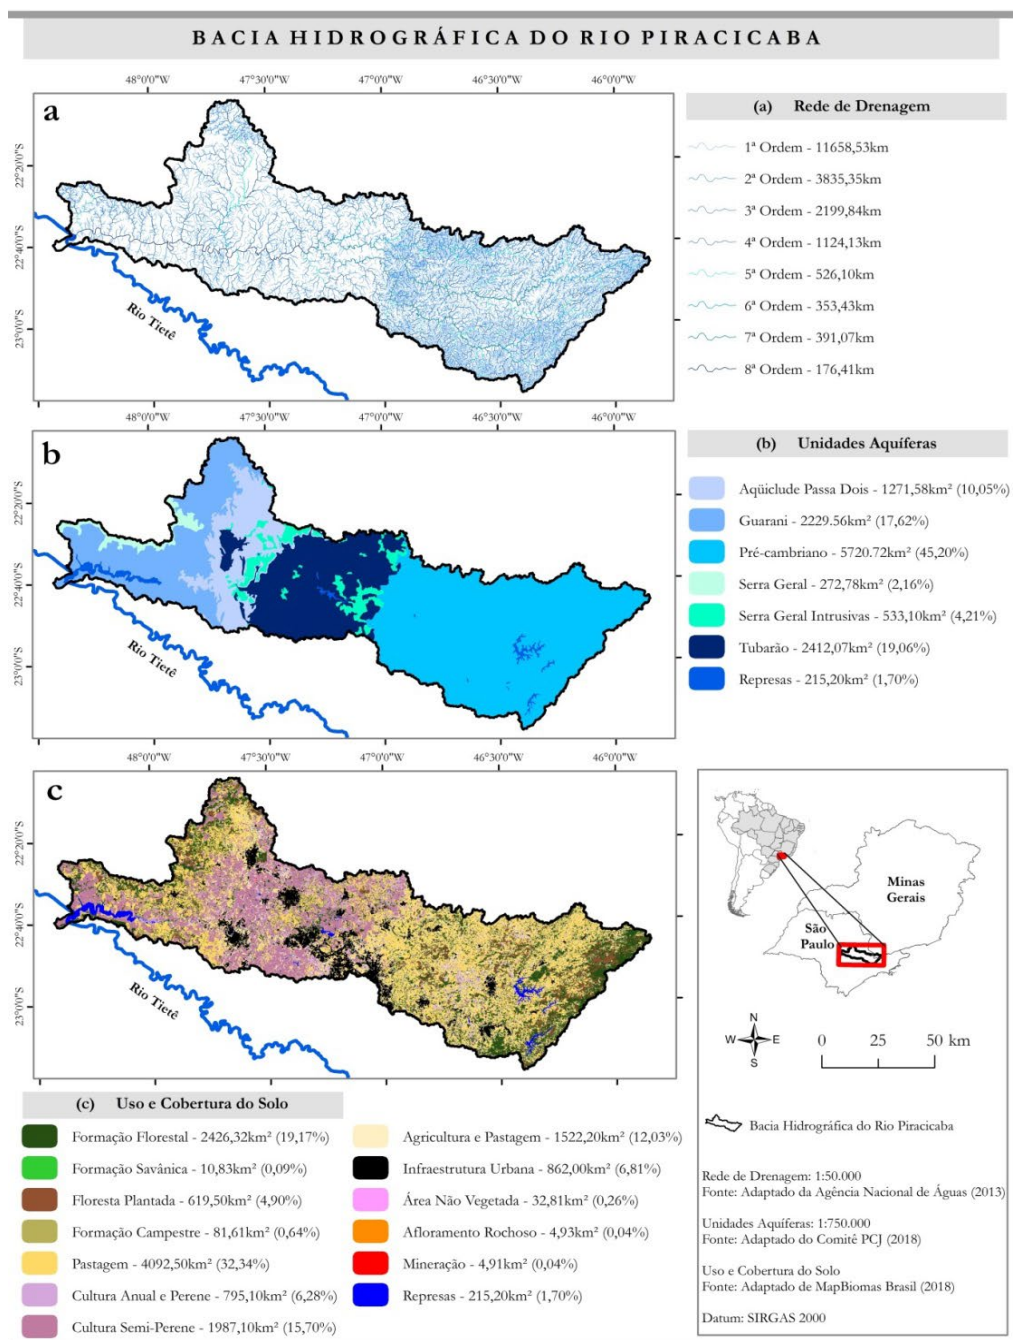 BACIA HIDROGRÁFICA DO RIO PIRACICABA
48°0'0"W 47°30'0"W 47°0'0"W 46°30'0"W 46°0'0"W
a
22°20'0"S
22°40'0"S
23°0'0"S
Rio Tietê
(a) Rede de Drenagem
1ª Ordem - 11658,53km
2ª Ordem - 3835,35km
3ª Ordem - 2199,84km
4ª Ordem - 1124,13km
5ª Ordem - 526,10km
6ª Ordem - 353,43km
7ª Ordem - 391,07km
8ª Ordem - 176,41km
48°0'0"W 47°30'0"W 47°0'0"W 46°30'0"W 46°0'0"W
b
22°20'0"S
22°40'0"S
23°0'0"S
Rio Tietê
(b) Unidades Aquíferas
Aqüiclude Passa Dois - 1271,58km² (10,05%)
Guarani - 2229.56km² (17,62%)
Pré-cambriano - 5720.72km² (45,20%)
Serra Geral - 272,78km² (2,16%)
Serra Geral Intrusivas - 533,10km² (4,21%)
Tubarão - 2412,07km² (19,06%)
Represas - 215,20km² (1,70%)
48°0'0"W 47°30'0"W 47°0'0"W 46°30'0"W 46°0'0"W
c
22°20'0"S
22°40'0"S
23°0'0"S
Rio Tietê
Minas
Gerais
São
Paulo
N
W E
S
0 25 50 km
Bacia Hidrográfica do Rio Piracicaba
Rede de Drenagem: 1:50.000
Fonte: Adaptado da Agência Nacional de Águas (2013)
Unidades Aquíferas: 1:750.000
Fonte: Adaptado do Comitê PCJ (2018)
Uso e Cobertura do Solo
Fonte: Adaptado de MapBiomas Brasil (2018)
Datum: SIRGAS 2000
(c) Uso e Cobertura do Solo
Formação Florestal - 2426,32km² (19,17%)
Formação Savânica - 10,83km² (0,09%)
Floresta Plantada - 619,50km² (4,90%)
Formação Campestre - 81,61km² (0,64%)
Pastagem - 4092,50km² (32,34%)
Cultura Anual e Perene - 795,10km² (6,28%)
Cultura Semi-Perene - 1987,10km² (15,70%)
Agricultura e Pastagem - 1522,20km² (12,03%)
Infraestrutura Urbana - 862,00km² (6,81%)
Área Não Vegetada - 32,81km² (0,26%)
Afloramento Rochoso - 4,93km² (0,04%)
Mineração - 4,91km² (0,04%)
Represas - 215,20km² (1,70%)